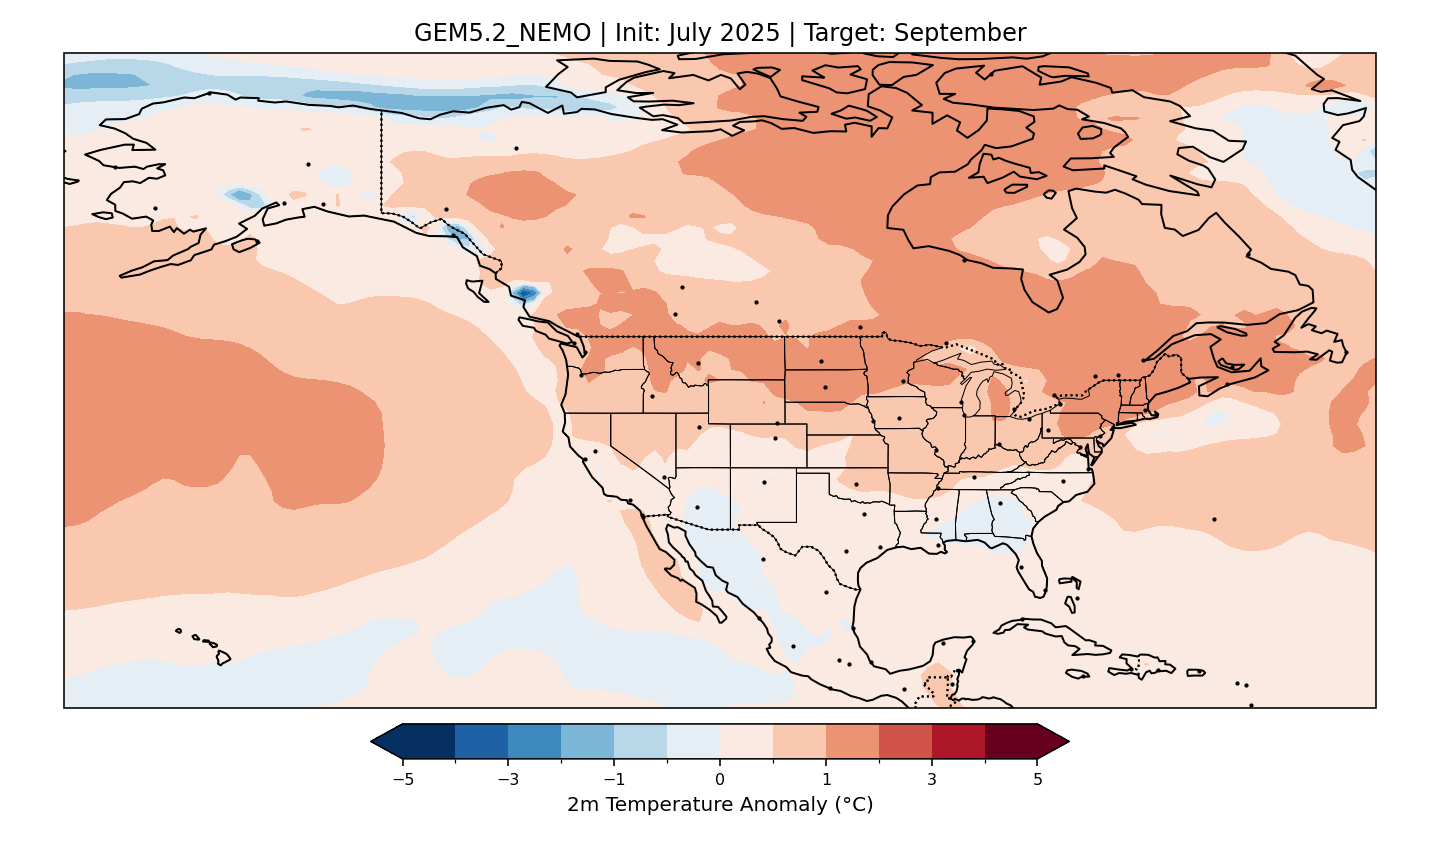 GEM5.2_NEMO | Init: July 2025 | Target: September
−5 −3 −1 0 1 3 5
2m Temperature Anomaly (°C)